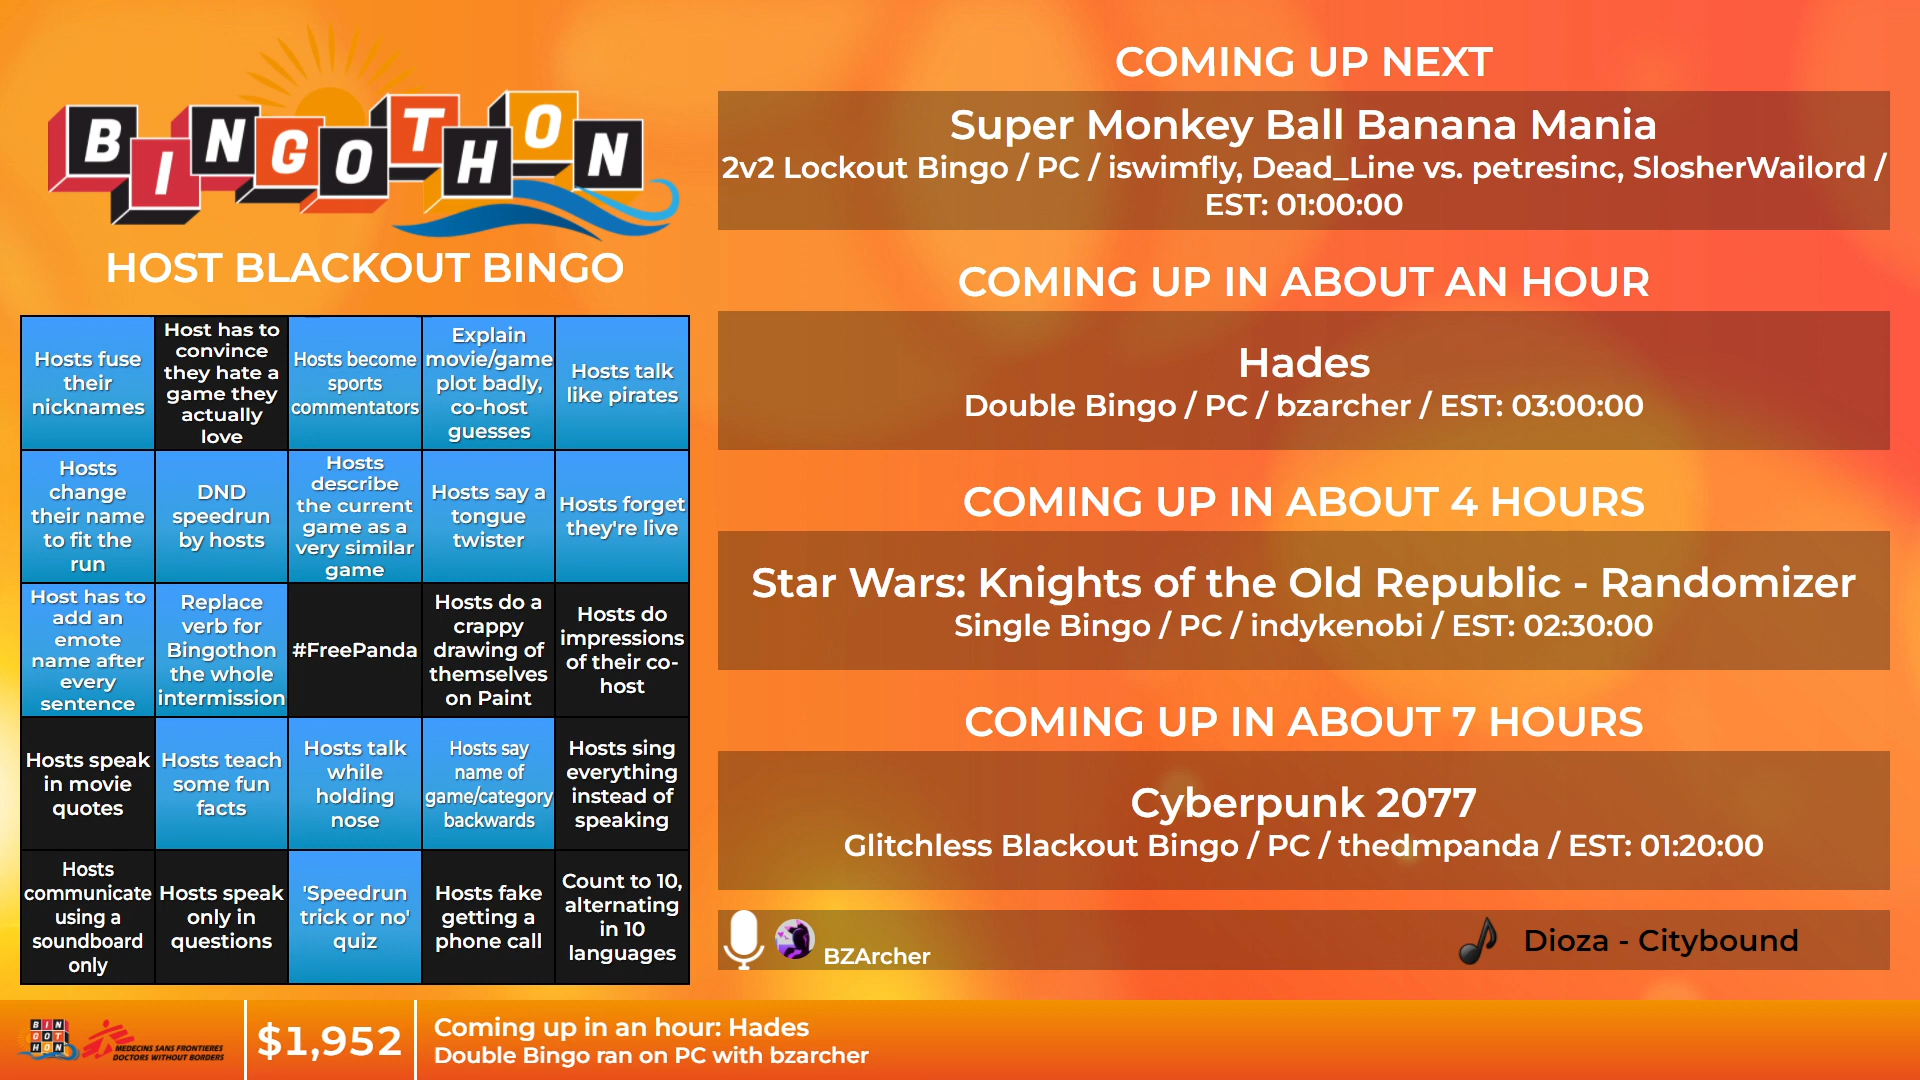 BINGOTHON
HOST BLACKOUT BINGO
Hosts fuse
their
nicknames
Host has to
convince
they hate a
game they
actually
love
Hosts become
sports
commentators
Explain
movie/game
plot badly,
co-host
guesses
Hosts talk
like pirates
Hosts
change
their name
to fit the
run
DND
speedrun
by hosts
Hosts
describe
the current
game as a
very similar
game
Hosts say a
tongue
twister
Hosts forget
they're live
Host has to
add an
emote
name after
every
sentence
Replace
verb for
Bingothon
the whole
intermission
#FreePanda
Hosts do a
crappy
drawing of
themselves
on Paint
Hosts do
impressions
of their co-
host
Hosts speak
in movie
quotes
Hosts teach
some fun
facts
Hosts talk
while
holding
nose
Hosts say
name of
game/category
backwards
Hosts sing
everything
instead of
speaking
Hosts
communicate
using a
soundboard
only
Hosts speak
only in
questions
'Speedrun
trick or no'
quiz
Hosts fake
getting a
phone call
Count to 10,
alternating
in 10
languages
COMING UP NEXT
Super Monkey Ball Banana Mania
2v2 Lockout Bingo / PC / iswimfly, Dead_Line vs. petresinc, SlosherWailord /
EST: 01:00:00
COMING UP IN ABOUT AN HOUR
Hades
Double Bingo / PC / bzarcher / EST: 03:00:00
COMING UP IN ABOUT 4 HOURS
Star Wars: Knights of the Old Republic - Randomizer
Single Bingo / PC / indykenobi / EST: 02:30:00
COMING UP IN ABOUT 7 HOURS
Cyberpunk 2077
Glitchless Blackout Bingo / PC / thedmpanda / EST: 01:20:00
BZArcher
Dioza - Citybound
BIN
GOT
HON
MEDECINS SANS FRONTIERES
DOCTORS WITHOUT BORDERS
$1,952
Coming up in an hour: Hades
Double Bingo ran on PC with bzarcher